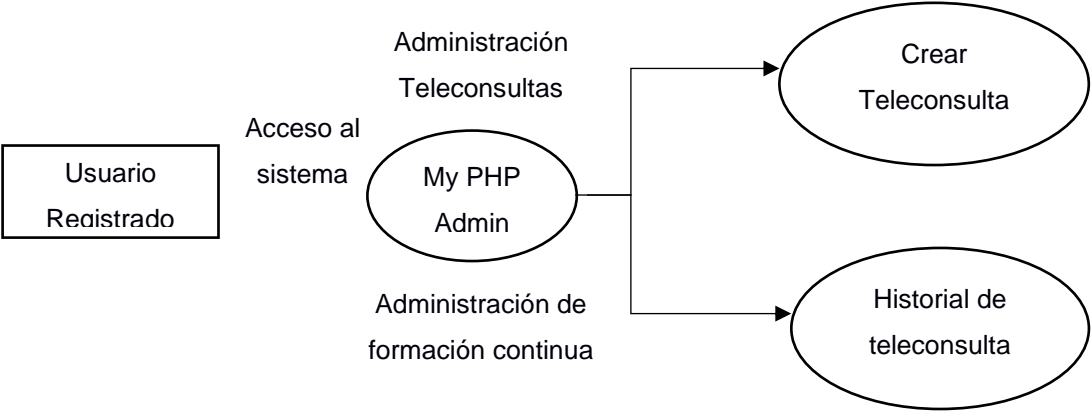 Usuario
Registrado
Acceso al
sistema
Administración
Teleconsultas
My PHP
Admin
Administración de
formación continua
Crear
Teleconsulta
Historial de
teleconsulta